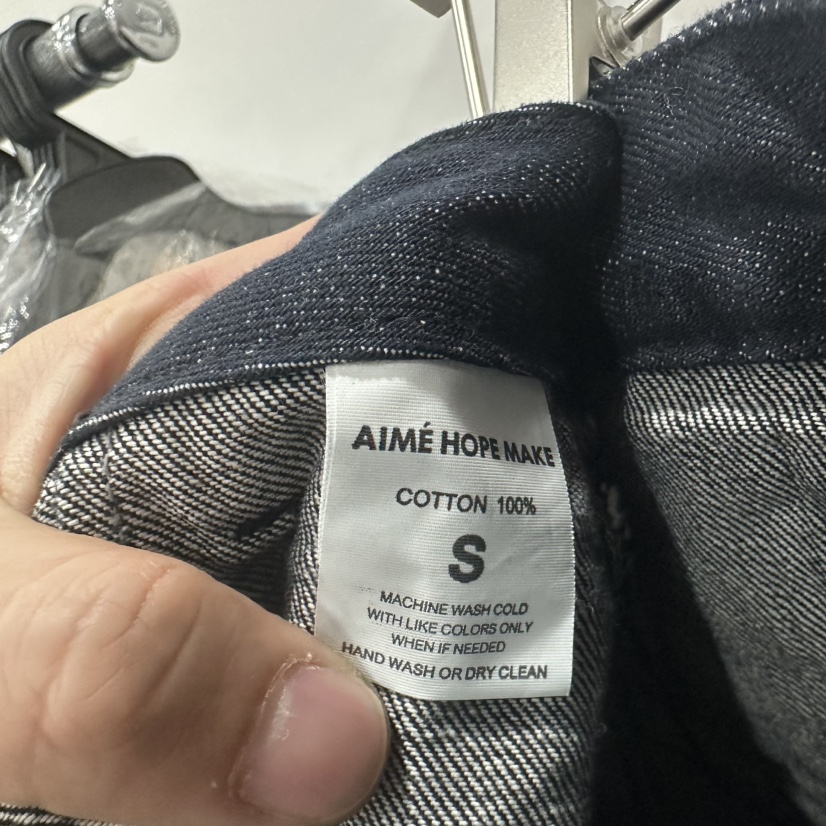 AIMÉ HOPE MAKE
COTTON 100%
S
MACHINE WASH COLD
WITH LIKE COLORS ONLY
WHEN IF NEEDED
HAND WASH OR DRY CLEAN